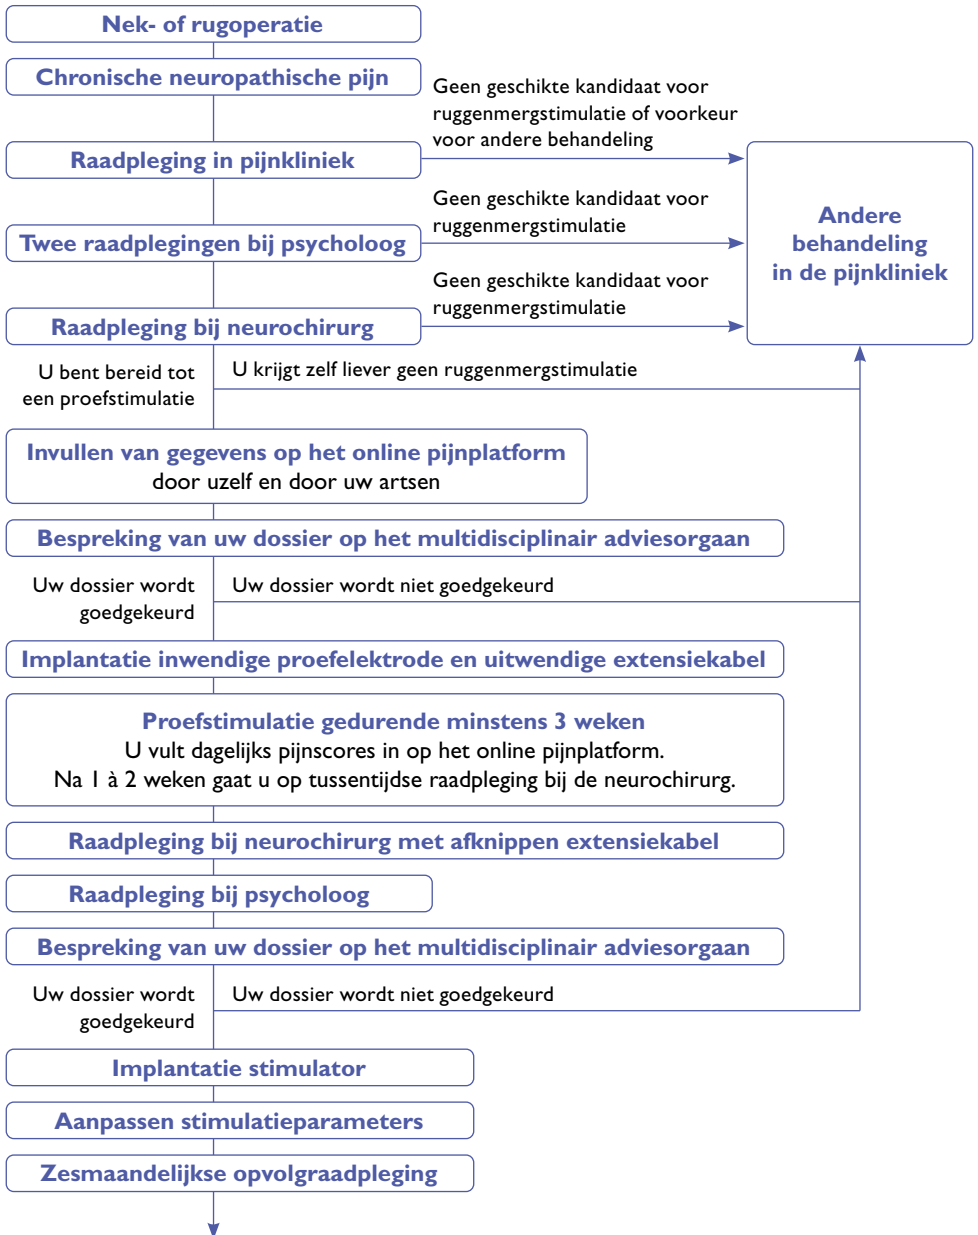 Nek- of rugoperatie
Chronische neuropathische pijn
Geen geschikte kandidaat voor
ruggenmergstimulatie of voorkeur
voor andere behandeling
Raadpleging in pijnkliniek
Geen geschikte kandidaat voor
ruggenmergstimulatie
Twee raadplegingen bij psycholoog
Andere
behandeling
in de pijnkliniek
Geen geschikte kandidaat voor
ruggenmergstimulatie
Raadpleging bij neurochirurg
U bent bereid tot
een proefstimulatie
U krijgt zelf liever geen ruggenmergstimulatie
Invullen van gegevens op het online pijnplatform
door uzelf en door uw artsen
Bespreking van uw dossier op het multidisciplinair adviesorgaan
Uw dossier wordt
goedgekeurd
Uw dossier wordt niet goedgekeurd
Implantatie inwendige proefelektrode en uitwendige extensiekabel
Proefstimulatie gedurende minstens 3 weken
U vult dagelijks pijnscores in op het online pijnplatform.
Na 1 à 2 weken gaat u op tussentijdse raadpleging bij de neurochirurg.
Raadpleging bij neurochirurg met afknippen extensiekabel
Raadpleging bij psycholoog
Bespreking van uw dossier op het multidisciplinair adviesorgaan
Uw dossier wordt
goedgekeurd
Uw dossier wordt niet goedgekeurd
Implantatie stimulator
Aanpassen stimulatieparameters
Zesmaandelijkse opvolgraadpleging